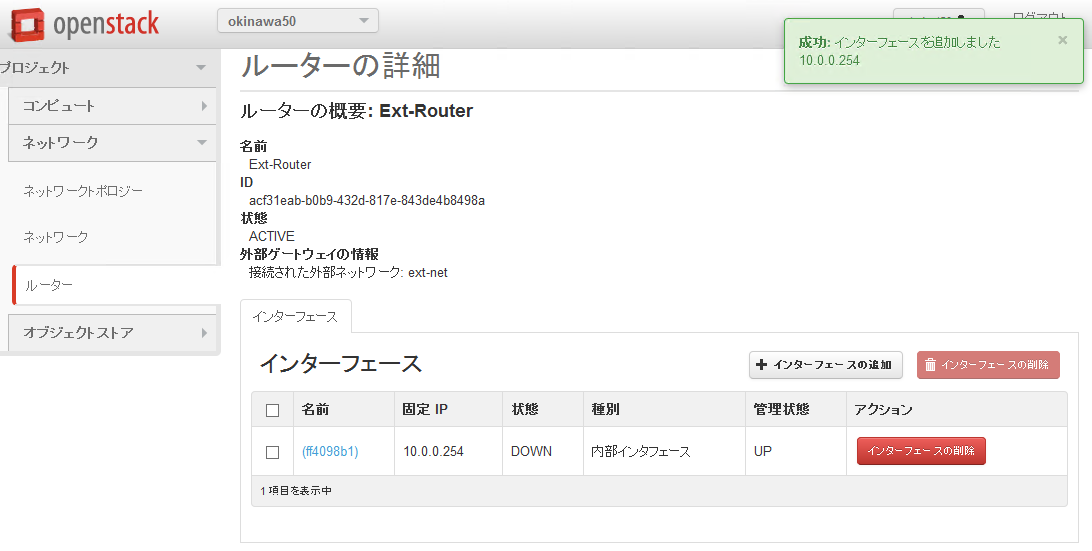 openstack
okinawa50
ログアウト
成功: インターフェースを追加しました
10.0.0.254
×
プロジェクト
コンピュート
ネットワーク
ネットワークトポロジー
ネットワーク
ルーター
オブジェクトストア
ルーターの詳細
ルーターの概要: Ext-Router
名前
Ext-Router
ID
acf31eab-b0b9-432d-817e-843de4b8498a
状態
ACTIVE
外部ゲートウェイの情報
接続された外部ネットワーク: ext-net
インターフェース
インターフェース
インターフェースの追加
インターフェースの削除
名前 固定 IP 状態 種別 管理状態 アクション
(ff4098b1) 10.0.0.254 DOWN 内部インタフェース UP インターフェースの削除
1 項目を表示中